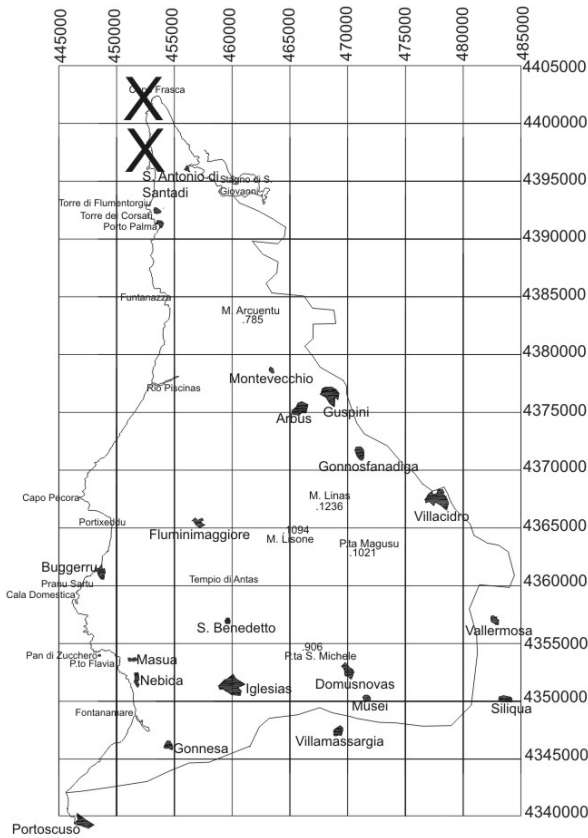 445000
450000
455000
460000
465000
470000
475000
480000
485000
4405000
Capo Frasca
X
4400000
X
S. Antonio di
Santadi
Stagno di S.
Giovanni
4395000
Torre di Flumentorgiu
Torre dei Corsari
Porto Palma
4390000
Funtanazza
4385000
M. Arcuentu
.785
4380000
Montevecchio
Rio Piscinas
Arbus
Guspini
4375000
Gonnosfanadiga
4370000
Capo Pecora
M. Linas
.1236
Villacidro
Portixeddu
Fluminimaggiore
.1094
M. Lisone
4365000
P.ta Magusu
.1021
Buggerru
Pranu Sartu
Cala Domestica
Tempio di Antas
4360000
S. Benedetto
Vallermosa
4355000
.906
P.ta S. Michele
Pan di Zucchero
P.to Flavia
Masua
Nebida
Iglesias
Domusnovas
Musei
4350000
Siliqua
Fontanamare
Gonnesa
Villamassargia
4345000
4340000
Portoscuso